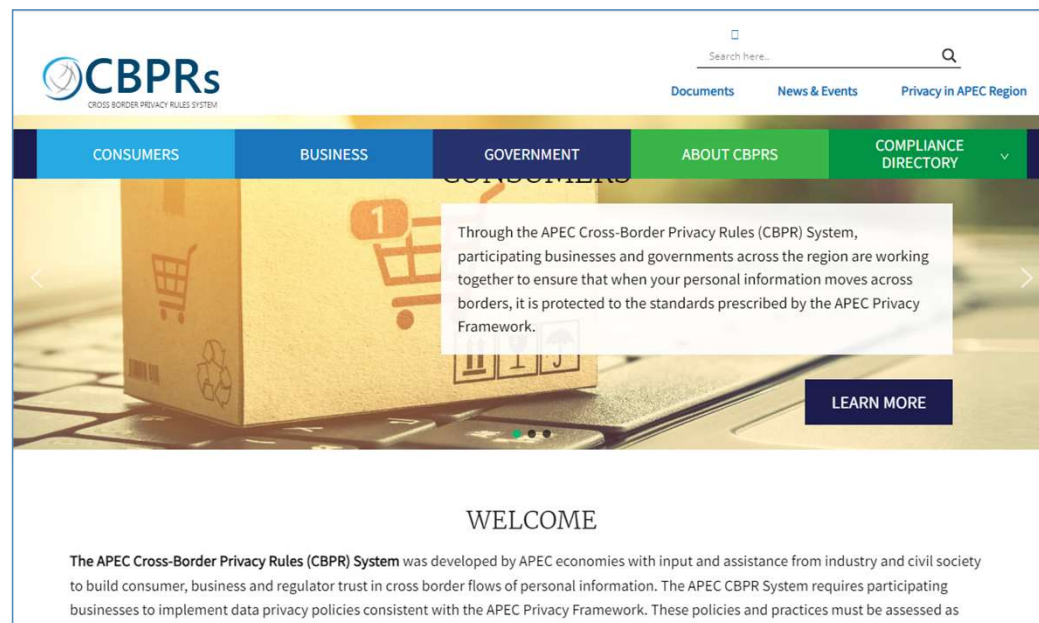 Search here...
CBPRs
CROSS BORDER PRIVACY RULES SYSTEM
Documents News & Events Privacy in APEC Region
CONSUMERS BUSINESS GOVERNMENT ABOUT CBPRS COMPLIANCE DIRECTORY
CONSUMERS
1
Through the APEC Cross-Border Privacy Rules (CBPR) System,
participating businesses and governments across the region are working
together to ensure that when your personal information moves across
borders, it is protected to the standards prescribed by the APEC Privacy
Framework.
LEARN MORE
WELCOME
The APEC Cross-Border Privacy Rules (CBPR) System was developed by APEC economies with input and assistance from industry and civil society
to build consumer, business and regulator trust in cross border flows of personal information. The APEC CBPR System requires participating
businesses to implement data privacy policies consistent with the APEC Privacy Framework. These policies and practices must be assessed as